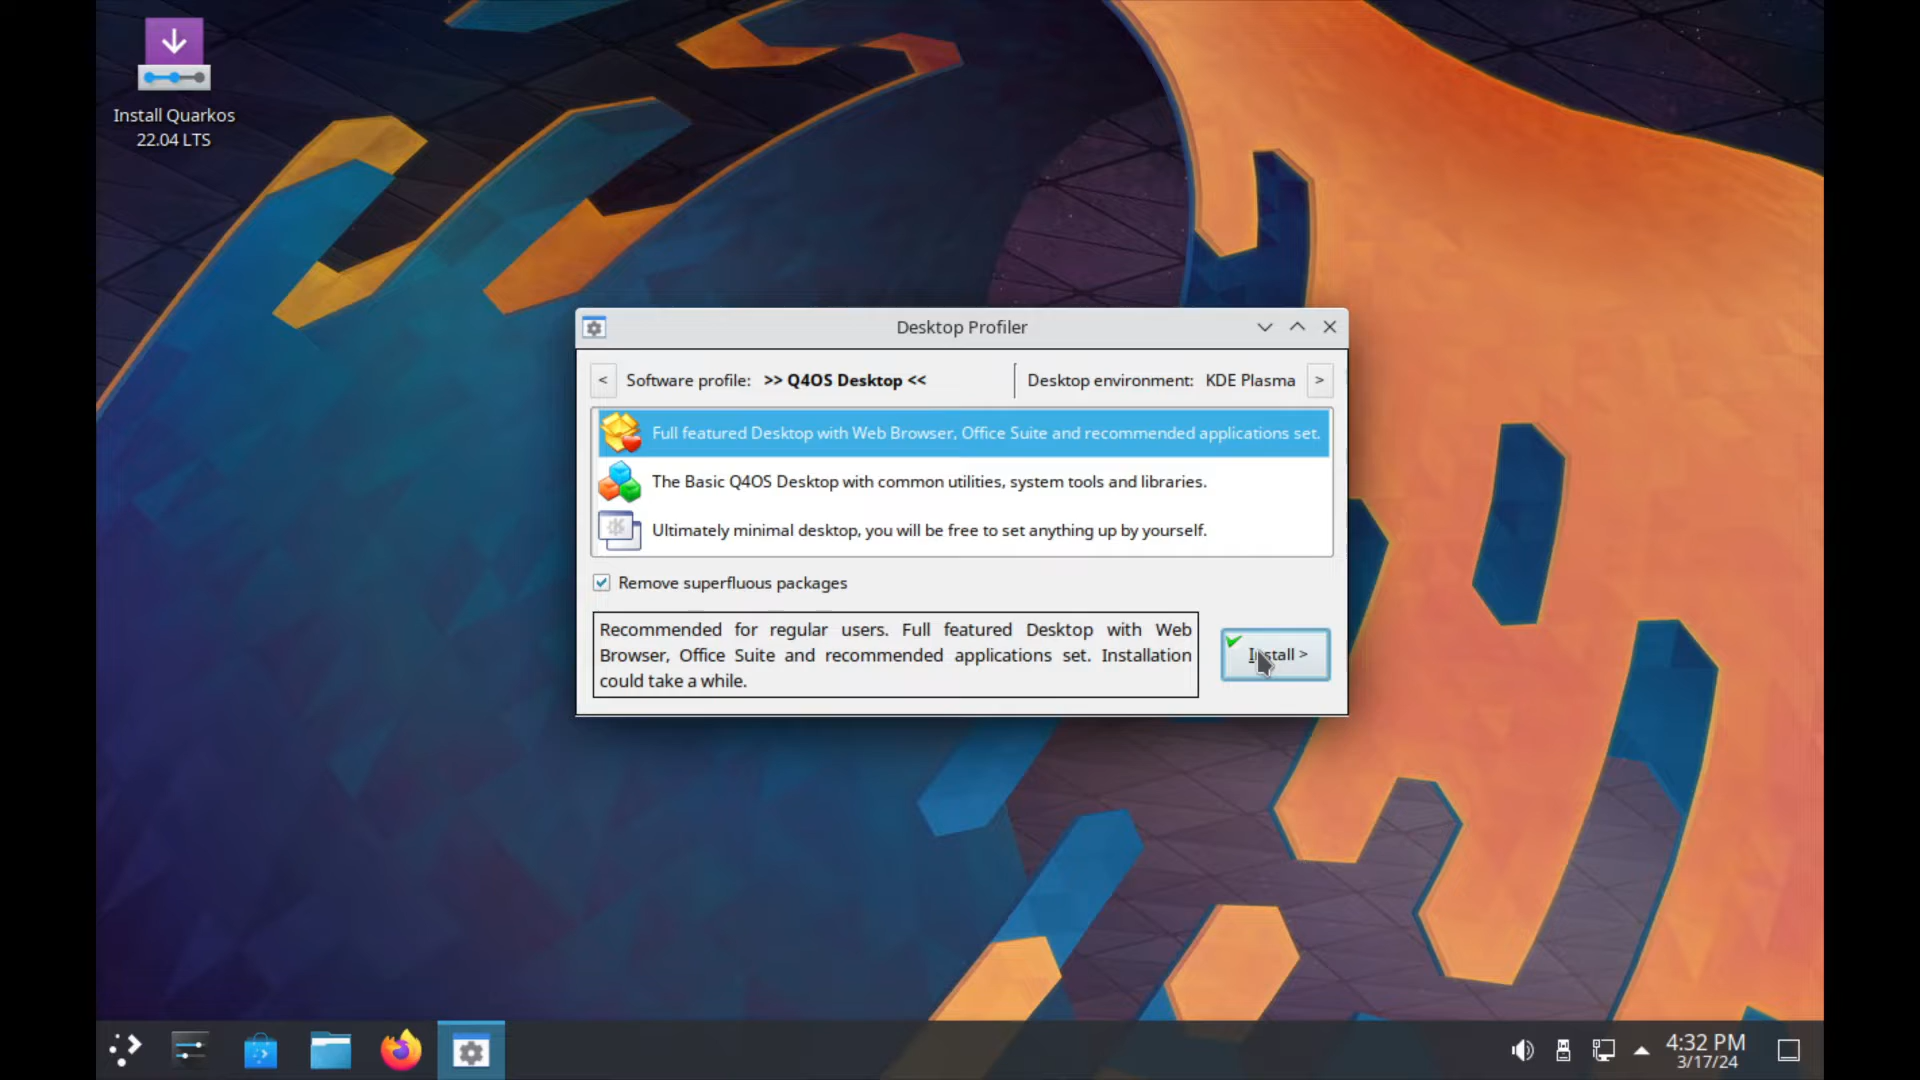 Install Quarkos
22.04 LTS
Desktop Profiler
< Software profile: >> Q4OS Desktop << Desktop environment: KDE Plasma >
Full featured Desktop with Web Browser, Office Suite and recommended applications set.
The Basic Q4OS Desktop with common utilities, system tools and libraries.
Ultimately minimal desktop, you will be free to set anything up by yourself.
Remove superfluous packages
Recommended for regular users. Full featured Desktop with Web
Browser, Office Suite and recommended applications set. Installation
could take a while.
Install >
4:32 PM
3/17/24